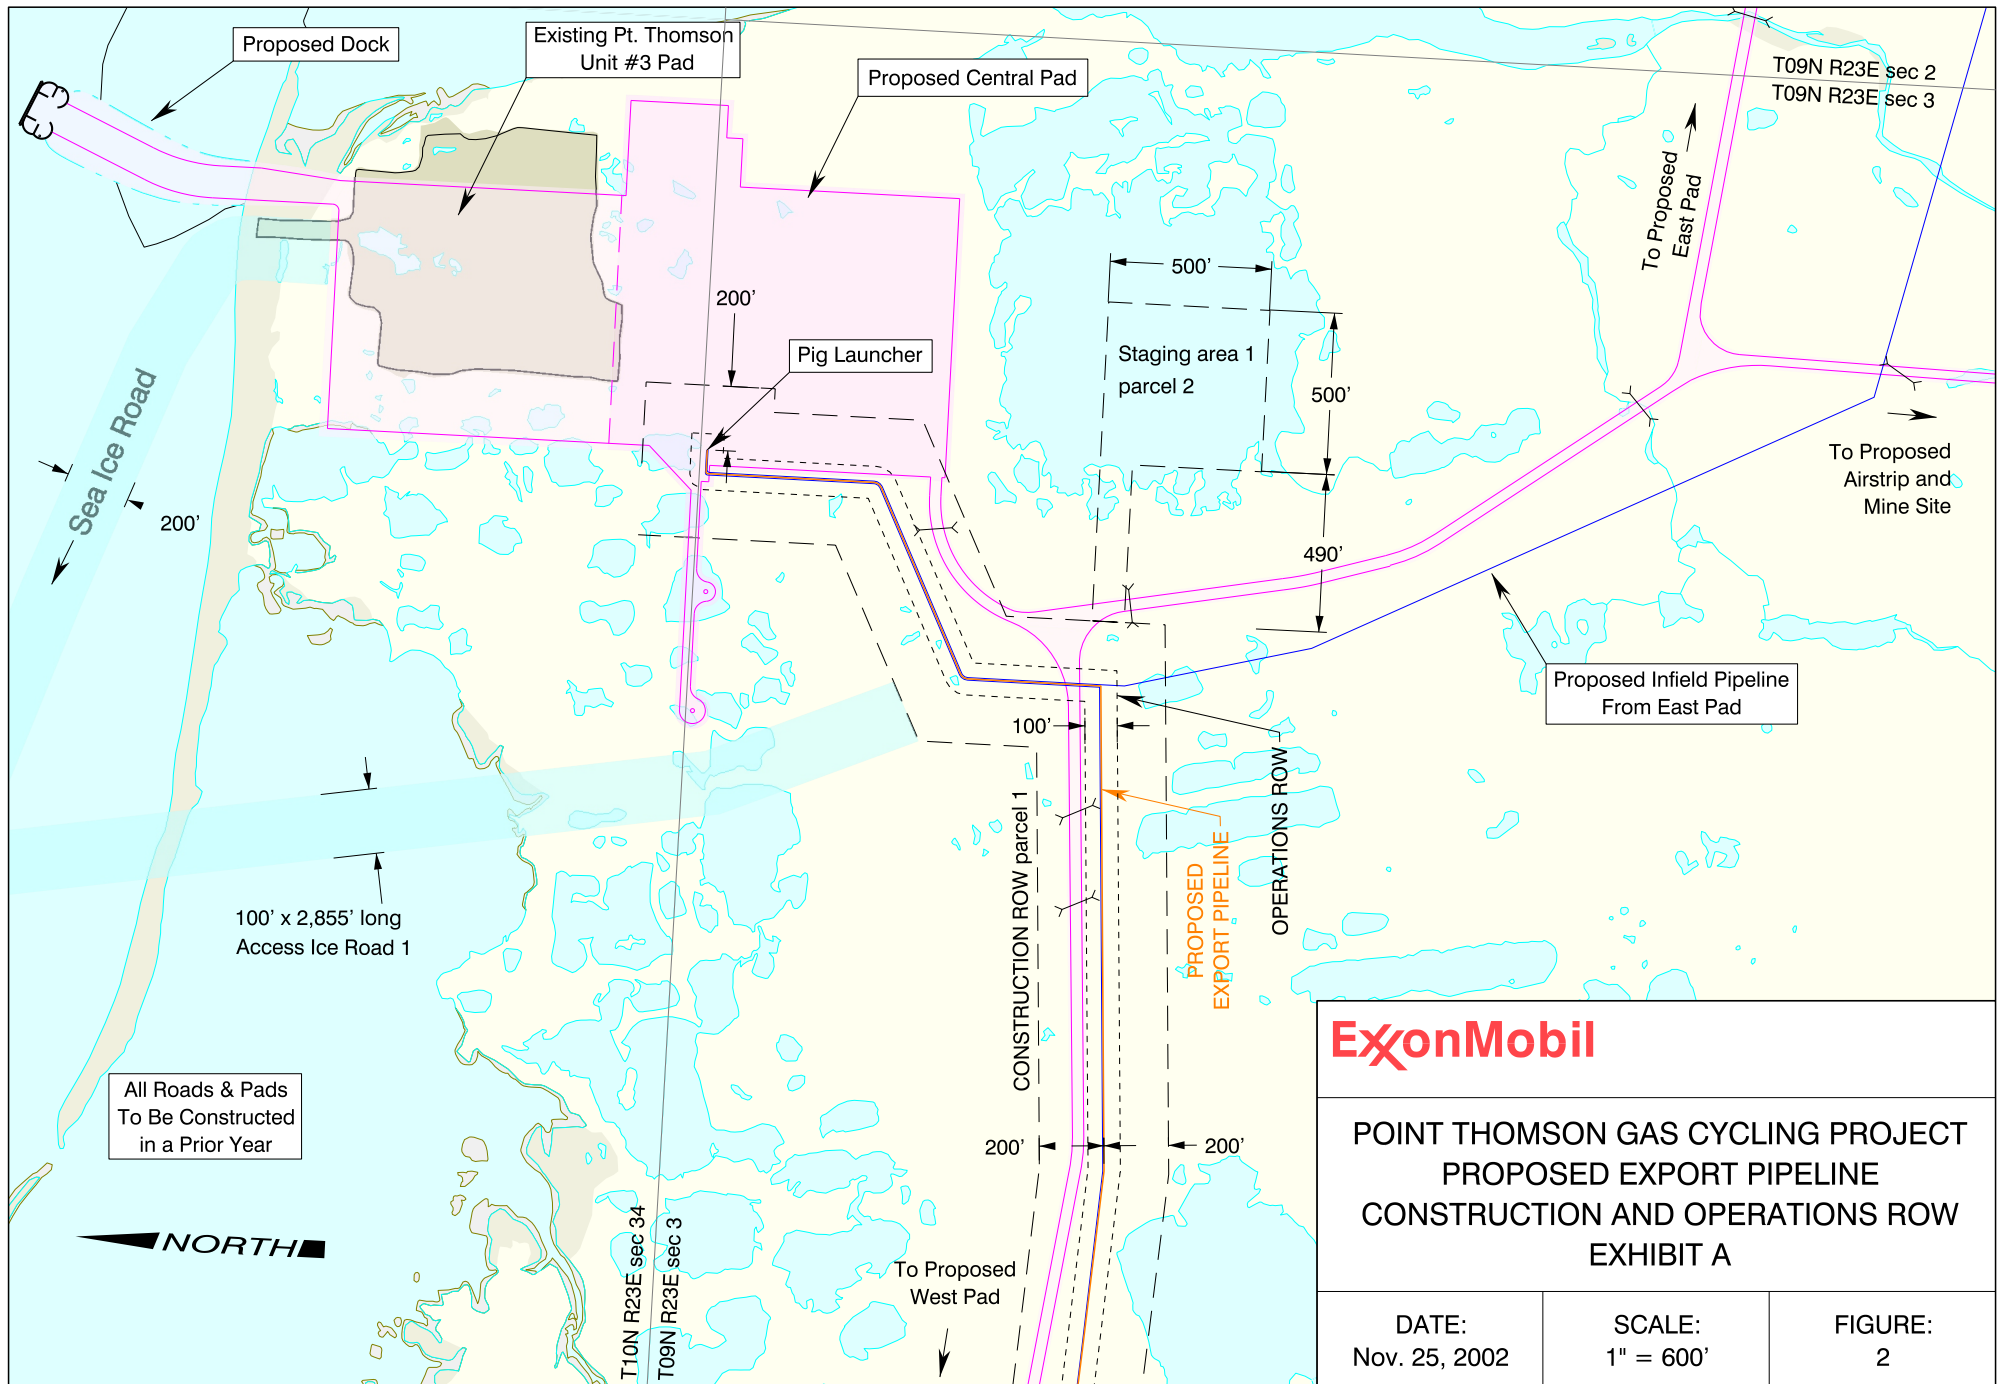 Proposed Dock
Existing Pt. Thomson
Unit #3 Pad
Proposed Central Pad
T09N R23E sec 2
T09N R23E sec 3
To Proposed
East Pad
500'
200'
Pig Launcher
Staging area 1
parcel 2
500'
Sea Ice Road
200'
To Proposed
Airstrip and
Mine Site
490'
Proposed Infield Pipeline
From East Pad
100'
OPERATIONS ROW
PROPOSED
EXPORT PIPELINE
CONSTRUCTION ROW parcel 1
100' x 2,855' long
Access Ice Road 1
All Roads & Pads
To Be Constructed
in a Prior Year
200'
200'
NORTH
T10N R23E sec 34
T09N R23E sec 3
To Proposed
West Pad
ExxonMobil
POINT THOMSON GAS CYCLING PROJECT
PROPOSED EXPORT PIPELINE
CONSTRUCTION AND OPERATIONS ROW
EXHIBIT A
DATE:
Nov. 25, 2002
SCALE:
1" = 600'
FIGURE:
2